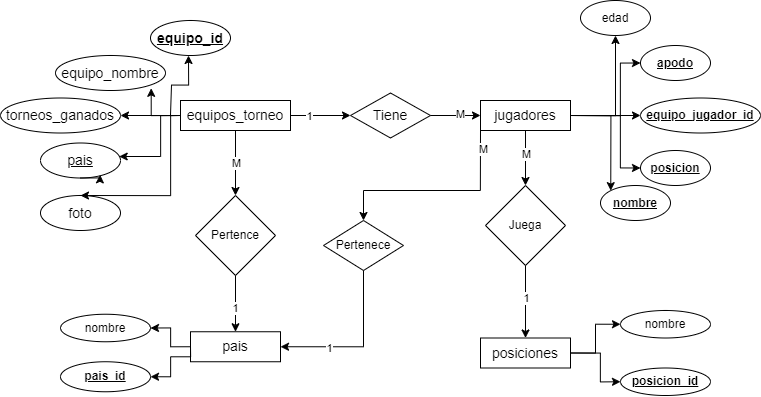 edad
equipo_id
apodo
equipo_nombre
torneos_ganados
equipos_torneo
1
Tiene
M
jugadores
equipo_jugador_id
pais
M
M
M
posicion
foto
nombre
Pertence
Pertenece
Juega
1
1
nombre
pais
1
posiciones
nombre
pais_id
posicion_id